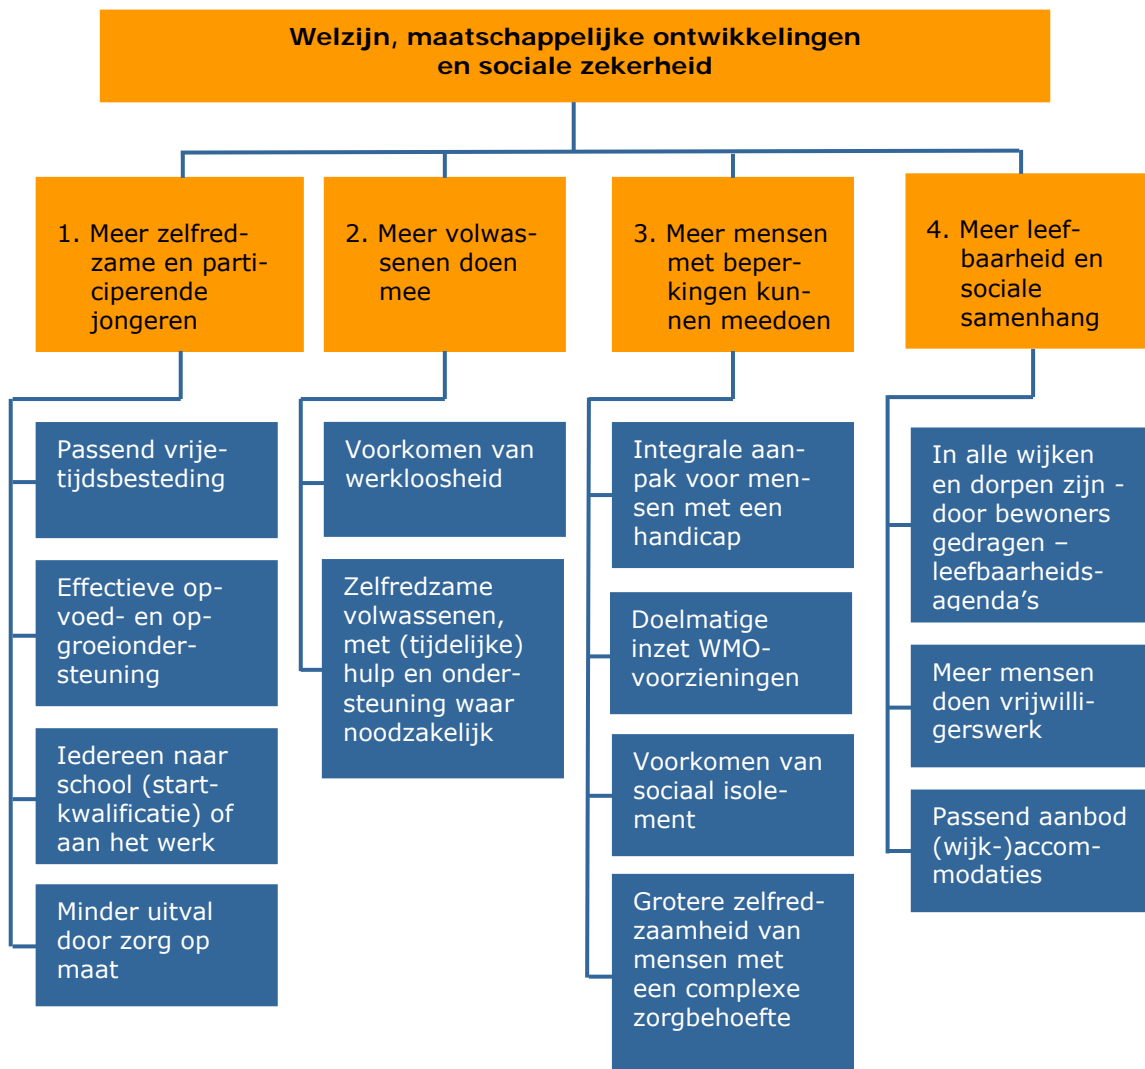 Welzijn, maatschappelijke ontwikkelingen
en sociale zekerheid
1. Meer zelfred-
zame en parti-
ciperende
jongeren
Passend vrije-
tijdsbesteding
Effectieve op-
voed- en op-
groeionder-
steuning
Iedereen naar
school (start-
kwalificatie) of
aan het werk
Minder uitval
door zorg op
maat
2. Meer volwas-
senen doen
mee
Voorkomen van
werkloosheid
Zelfredzame
volwassenen,
met (tijdelijke)
hulp en onder-
steuning waar
noodzakelijk
3. Meer mensen
met beper-
kingen kun-
nen meedoen
Integrale aan-
pak voor men-
sen met een
handicap
Doelmatige
inzet WMO-
voorzieningen
Voorkomen van
sociaal isole-
ment
Grotere zelfred-
zaamheid van
mensen met
een complexe
zorgbehoefte
4. Meer leef-
baarheid en
sociale
samenhang
In alle wijken
en dorpen zijn -
door bewoners
gedragen –
leefbaarheids-
agenda’s
Meer mensen
doen vrijwilli-
gerswerk
Passend aanbod
(wijk-)accom-
modaties